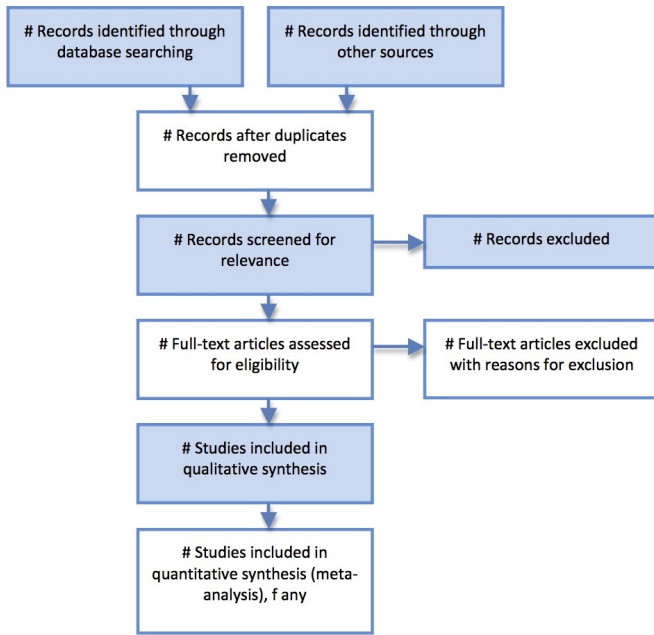 # Records identified through
database searching
# Records identified through
other sources
# Records after duplicates
removed
# Records screened for
relevance
# Records excluded
# Full-text articles assessed
for eligibility
# Full-text articles excluded
with reasons for exclusion
# Studies included in
qualitative synthesis
# Studies included in
quantitative synthesis (meta-
analysis), f any